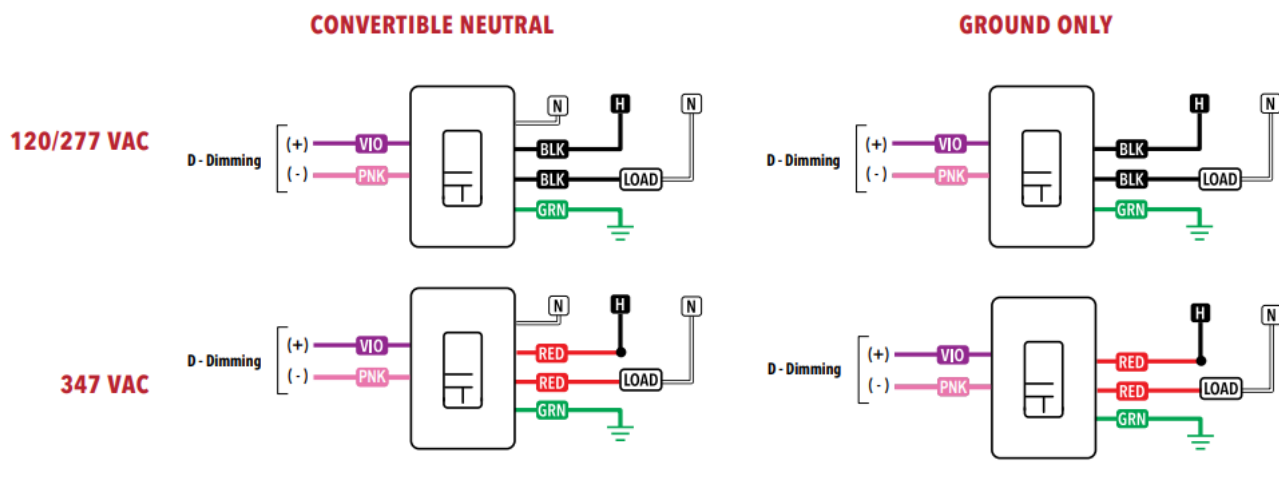 CONVERTIBLE NEUTRAL
GROUND ONLY
120/277 VAC
D - Dimming
(+)
VIO
(-)
PNK
N
H
N
BLK
BLK
LOAD
GRN
D - Dimming
(+)
VIO
(-)
PNK
H
N
BLK
BLK
LOAD
GRN
347 VAC
D - Dimming
(+)
VIO
(-)
PNK
N
H
N
RED
RED
LOAD
GRN
D - Dimming
(+)
VIO
(-)
PNK
H
N
RED
RED
LOAD
GRN